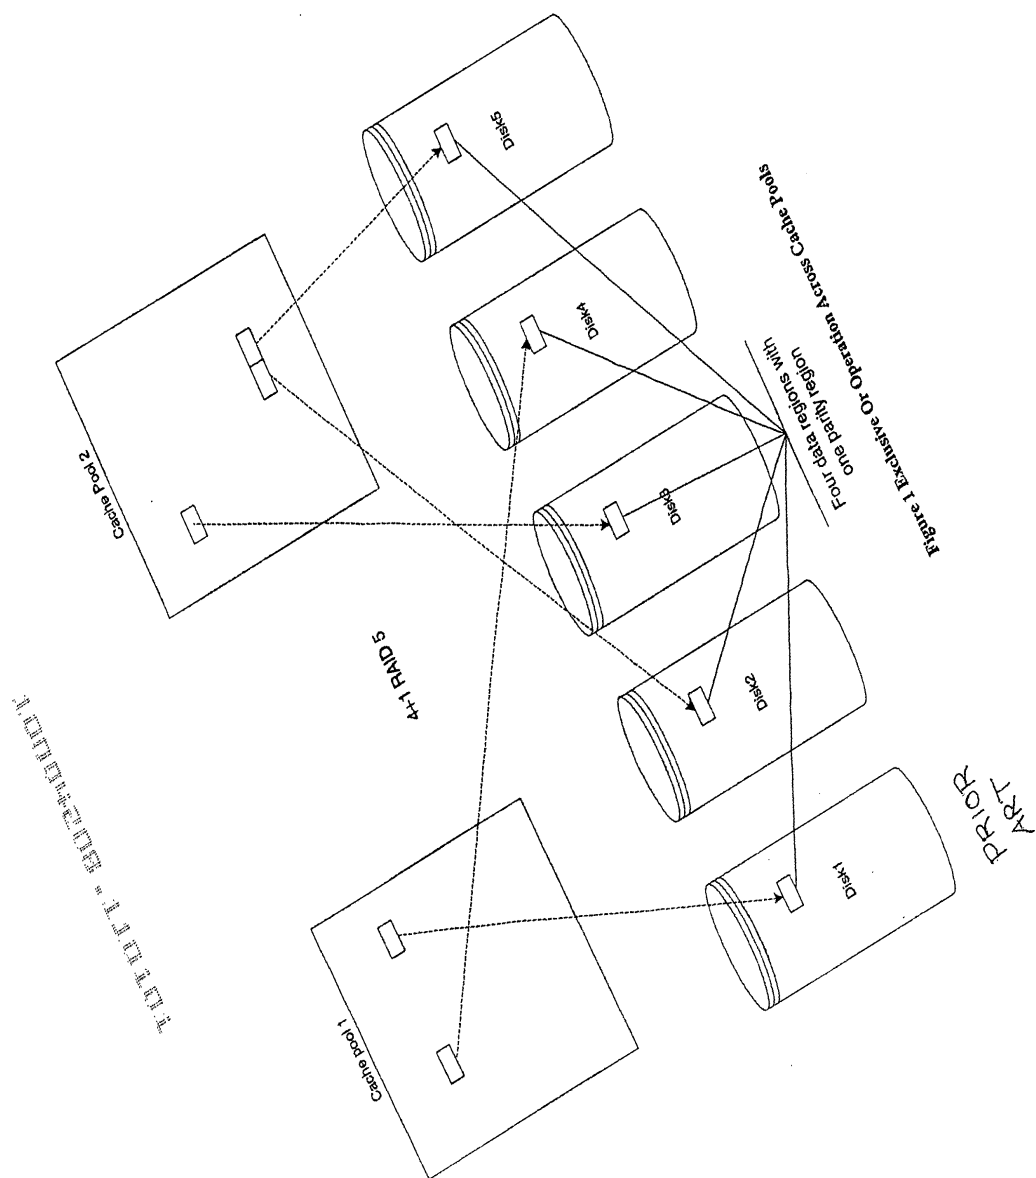 Cache pool 1
Cache Pool 2
4+1 RAID 5
Disk1
Disk2
Disk3
Disk4
Disk5
Four data regions with
one parity region
Figure 1 Exclusive Or Operation Across Cache Pools
PRIOR
ART